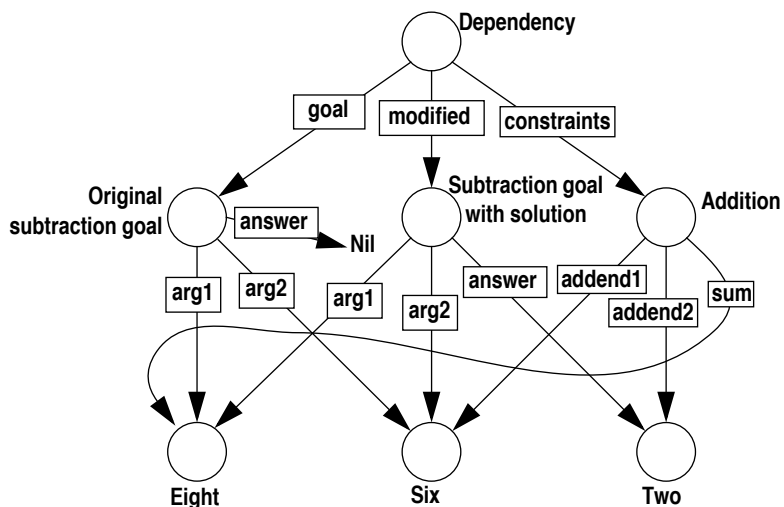 Dependency
goal
modified
constraints
Original
subtraction goal
Subtraction goal
with solution
Addition
answer
Nil
arg1
arg2
arg1
arg2
answer
addend1
addend2
sum
Eight
Six
Two